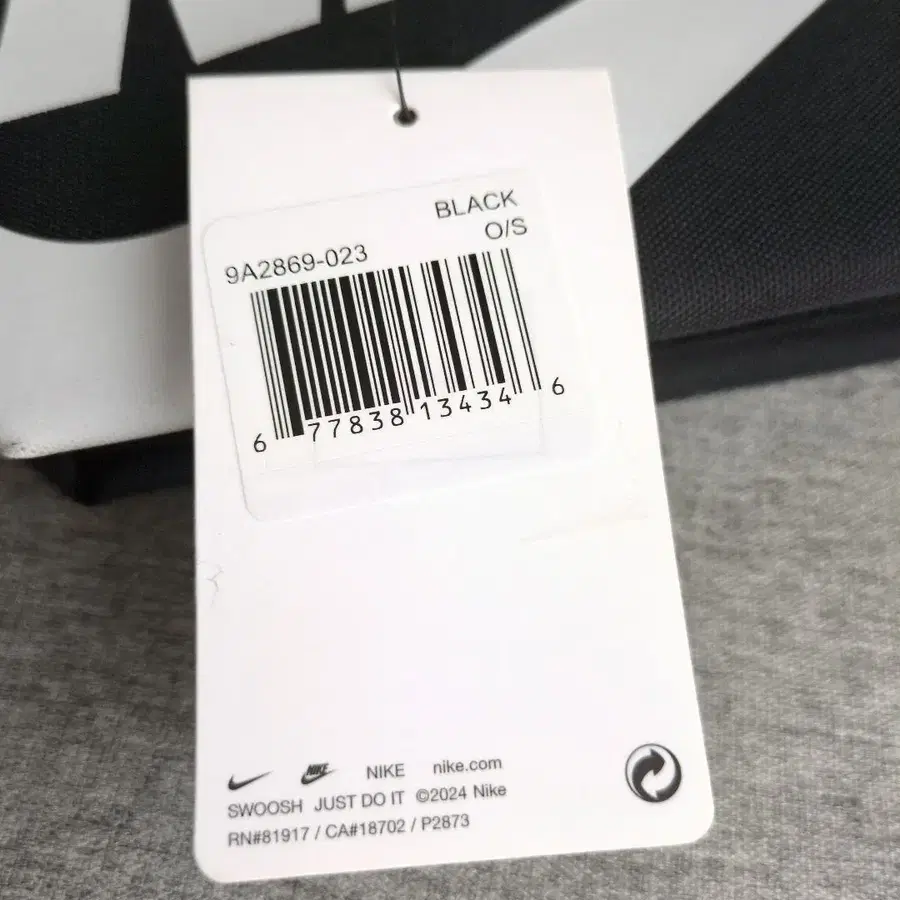 BLACK
O/S
9A2869-023
6 77838 13434 6
NIKE NIKE nike.com
SWOOSH JUST DO IT ©2024 Nike
RN#81917 / CA#18702 / P2873